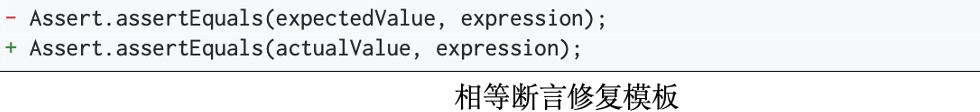 - Assert.assertEquals(expectedValue, expression);
+ Assert.assertEquals(actualValue, expression);
相等断言修复模板